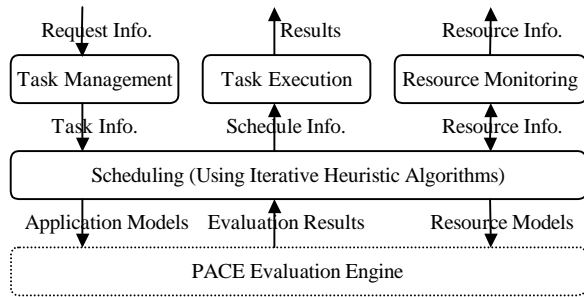 Request Info. Results Resource Info.
Task Management Task Execution Resource Monitoring
Task Info. Schedule Info. Resource Info.
Scheduling (Using Iterative Heuristic Algorithms)
Application Models Evaluation Results Resource Models
PACE Evaluation Engine